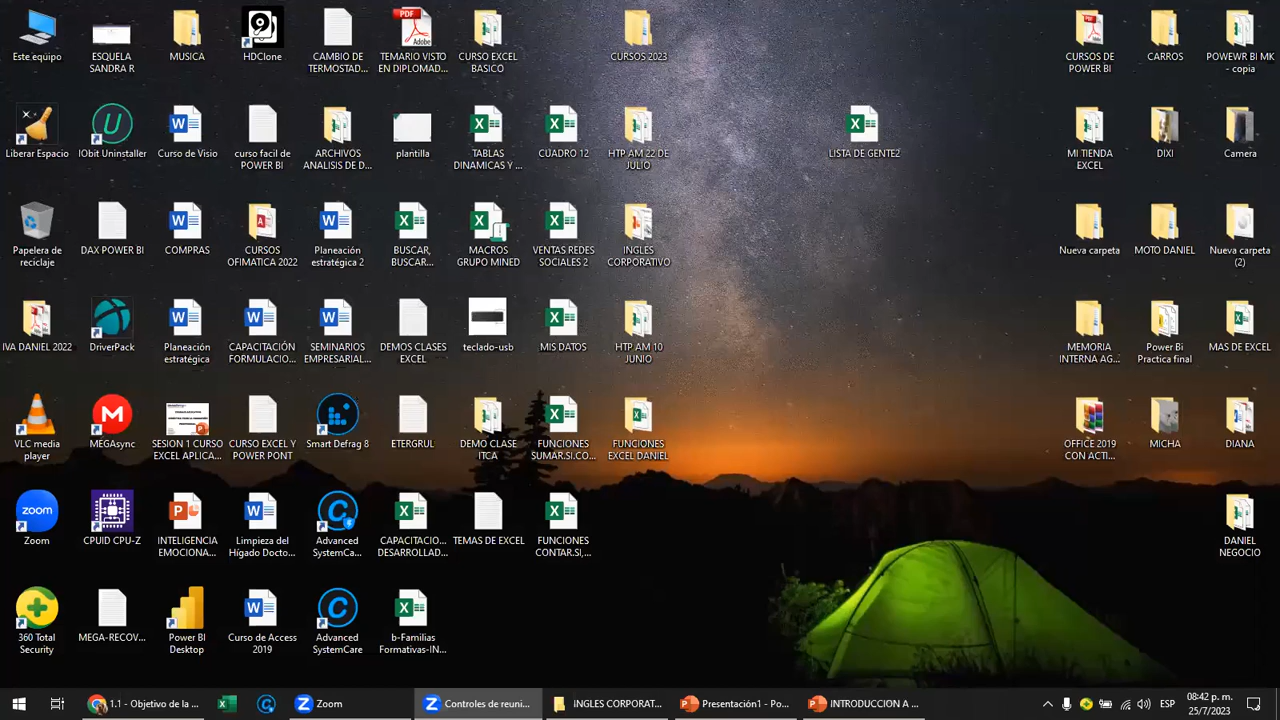 Este equipo
ESCUELA
SANDRA R
MUSICA
HDClone
CAMBIO DE
TERMOSTAD...
PDF
Adobe
TEMARIO VISTO
EN DIPLOMAD...
CURSO EXCEL
BASICO
CURSOS 2023
CURSOS DE
POWER BI
CARROS
POWEWR BI MK
- copia
Liberar Espacio
IObit Uninstaller
Curso de Visio
curso facil de
POWER BI
ARCHIVOS
ANALISIS DE D...
plantilla
TABLAS
DINAMICAS Y ...
CUADRO 12
HTP AM 22 DE
JULIO
LISTA DE GENTE2
MI TIENDA
EXCEL
DIXI
Camera
Papelera de
reciclaje
DAX POWER BI
COMPRAS
CURSOS
OFIMATICA 2022
Planeación
estratégica 2
BUSCAR,
BUSCAR...
MACROS
GRUPO MINED
VENTAS REDES
SOCIALES 2
INGLES
CORPORATIVO
Nueva carpeta
MOTO DANIEL
Nueva carpeta
(2)
IVA DANIEL 2022
DriverPack
Planeación
estratégica
CAPACITACIÓN
FORMULACIO...
SEMINARIOS
EMPRESARIAL...
DEMOS CLASES
EXCEL
teclado-usb
MIS DATOS
HTP AM 10
JUNIO
MEMORIA
INTERNA AG...
Power Bi
Practica final
MAS DE EXCEL
VLC media
player
MEGAsync
SESION 1 CURSO
EXCEL APLICA...
CURSO EXCEL Y
POWER PONT
Smart Defrag 8
ETERGRUL
DEMO CLASE
ITCA
FUNCIONES
SUMAR.SI.CO...
FUNCIONES
EXCEL DANIEL
OFFICE 2019
CON ACTI...
MICHA
DIANA
zoom
Zoom
CPUID CPU-Z
INTELIGENCIA
EMOCIONA...
Limpieza del
Hígado Docto...
Advanced
SystemCa...
CAPACITACIO...
DESARROLLAD...
TEMAS DE EXCEL
FUNCIONES
CONTAR.SI,...
DANIEL
NEGOCIO
360 Total
Security
MEGA-RECOV...
Power BI
Desktop
Curso de Access
2019
Advanced
SystemCare
b-Familias
Formativas-IN...
1.1 - Objetivo de la ...
Zoom
Controles de reuni...
INGLES CORPORAT...
Presentación1 - Po...
INTRODUCCION A ...
ESP
08:42 p. m.
25/7/2023